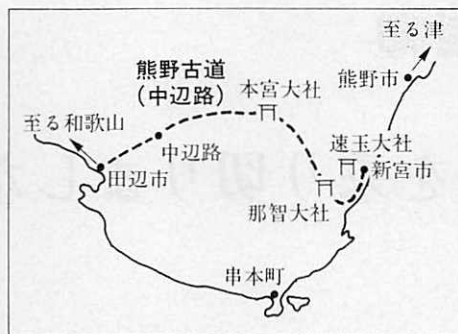 至る津
熊野市
熊野古道
(中辺路)
本宮大社
至る和歌山
中辺路
速玉大社
田辺市
新宮市
那智大社
串本町